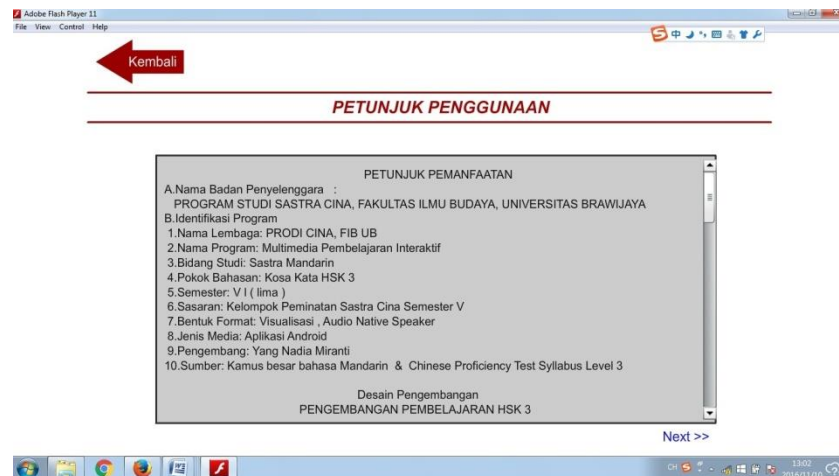 Adobe Flash Player 11
File View Control Help
中
Kembali
PETUNJUK PENGGUNAAN
PETUNJUK PEMANFAATAN
A.Nama Badan Penyelenggara :
PROGRAM STUDI SASTRA CINA, FAKULTAS ILMU BUDAYA, UNIVERSITAS BRAWIJAYA
B.Identifikasi Program
1.Nama Lembaga: PRODI CINA, FIB UB
2.Nama Program: Multimedia Pembelajaran Interaktif
3.Bidang Studi: Sastra Mandarin
4.Pokok Bahasan: Kosa Kata HSK 3
5.Semester: V I ( lima )
6.Sasaran: Kelompok Peminatan Sastra Cina Semester V
7.Bentuk Format: Visualisasi , Audio Native Speaker
8.Jenis Media: Aplikasi Android
9.Pengembang: Yang Nadia Miranti
10.Sumber: Kamus besar bahasa Mandarin & Chinese Proficiency Test Syllabus Level 3
Desain Pengembangan
PENGEMBANGAN PEMBELAJARAN HSK 3
Next >>
CH
13:02
2016/11/10